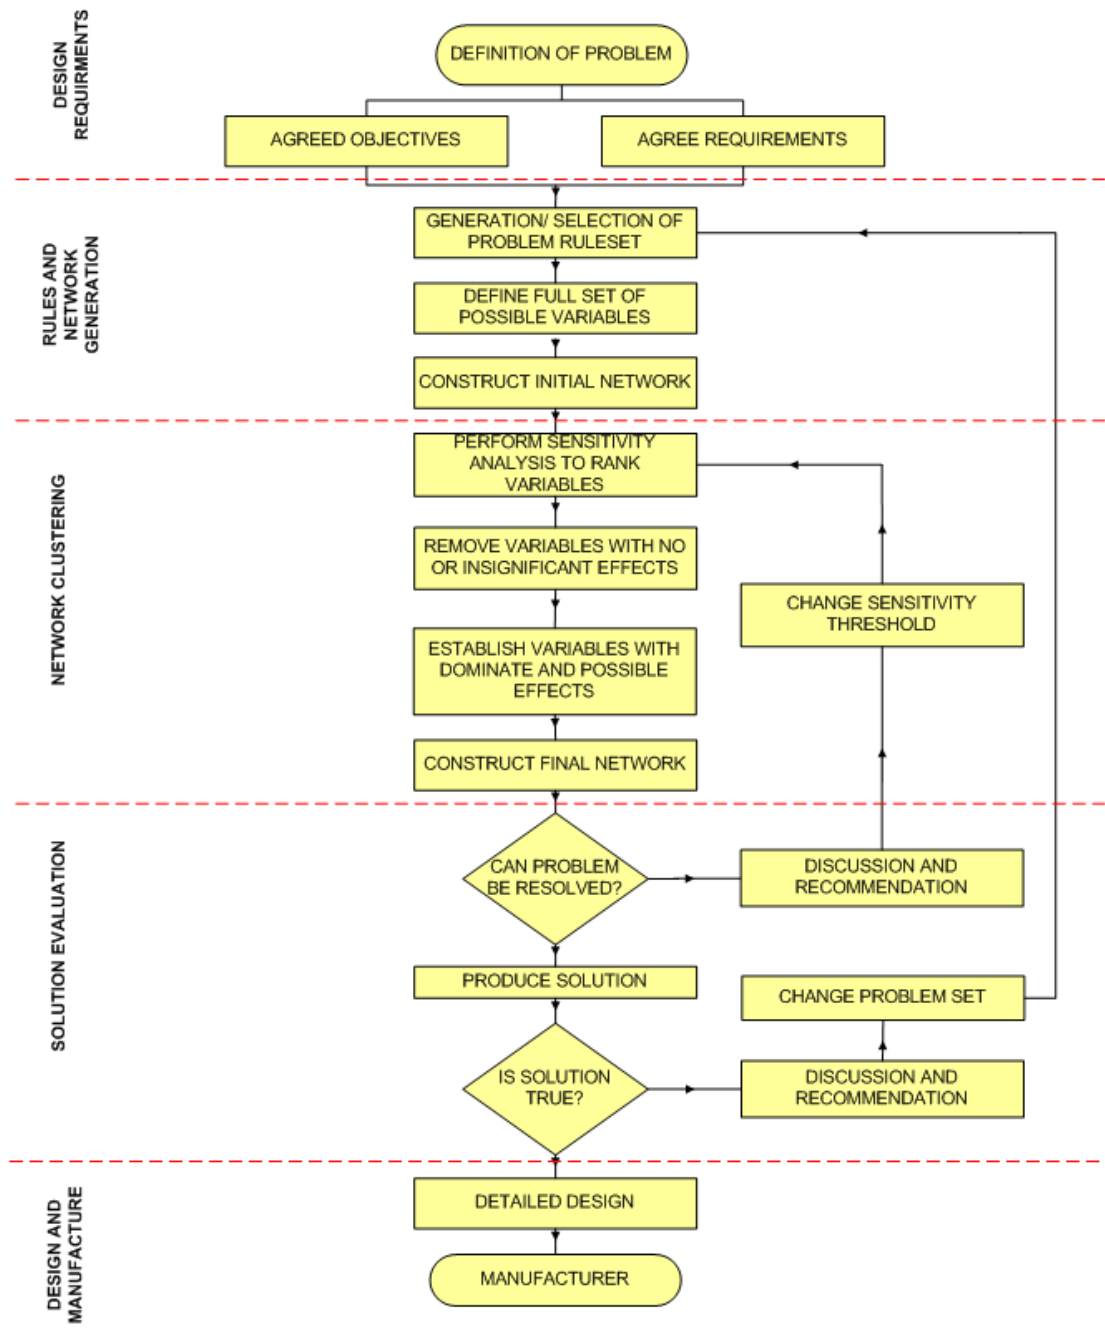 DESIGN
REQUIRMENTS
DEFINITION OF PROBLEM
AGREED OBJECTIVES
AGREE REQUIREMENTS
RULES AND
NETWORK
GENERATION
GENERATION/ SELECTION OF
PROBLEM RULESET
DEFINE FULL SET OF
POSSIBLE VARIABLES
CONSTRUCT INITIAL NETWORK
NETWORK CLUSTERING
PERFORM SENSITIVITY
ANALYSIS TO RANK
VARIABLES
REMOVE VARIABLES WITH NO
OR INSIGNIFICANT EFFECTS
CHANGE SENSITIVITY
THRESHOLD
ESTABLISH VARIABLES WITH
DOMINATE AND POSSIBLE
EFFECTS
CONSTRUCT FINAL NETWORK
SOLUTION EVALUATION
CAN PROBLEM
BE RESOLVED?
DISCUSSION AND
RECOMMENDATION
PRODUCE SOLUTION
CHANGE PROBLEM SET
IS SOLUTION
TRUE?
DISCUSSION AND
RECOMMENDATION
DESIGN AND
MANUFACTURE
DETAILED DESIGN
MANUFACTURER